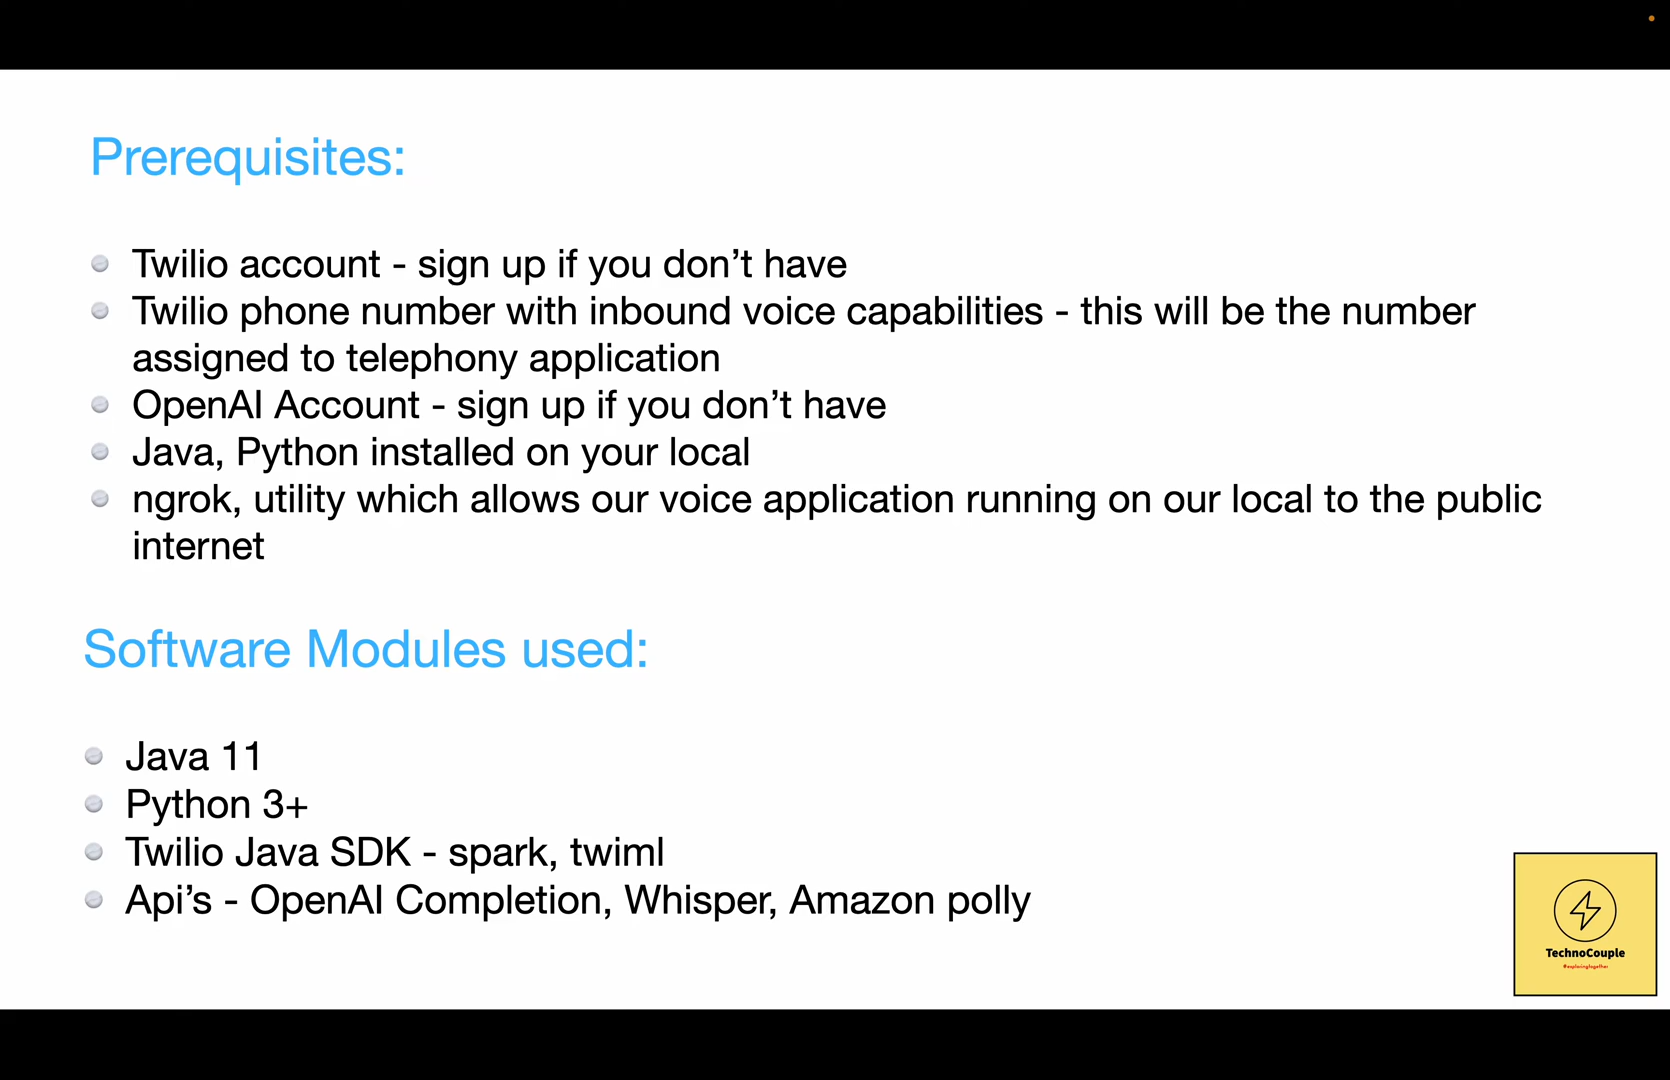 Prerequisites:
Twilio account - sign up if you don’t have
Twilio phone number with inbound voice capabilities - this will be the number
assigned to telephony application
OpenAI Account - sign up if you don’t have
Java, Python installed on your local
ngrok, utility which allows our voice application running on our local to the public
internet
Software Modules used:
Java 11
Python 3+
Twilio Java SDK - spark, twiml
Api’s - OpenAI Completion, Whisper, Amazon polly
TechnoCouple
#exploringtogether